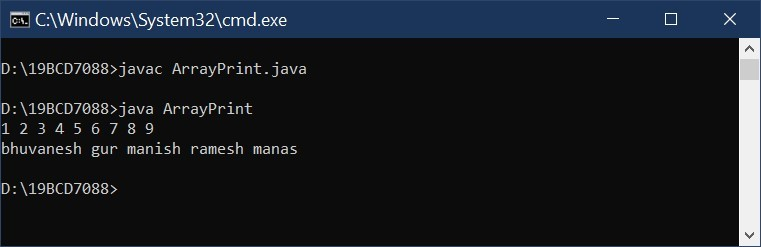 C:\Windows\System32\cmd.exe
D:\19BCD7088>javac ArrayPrint.java
D:\19BCD7088>java ArrayPrint
1 2 3 4 5 6 7 8 9
bhuvanesh gur manish ramesh manas
D:\19BCD7088>